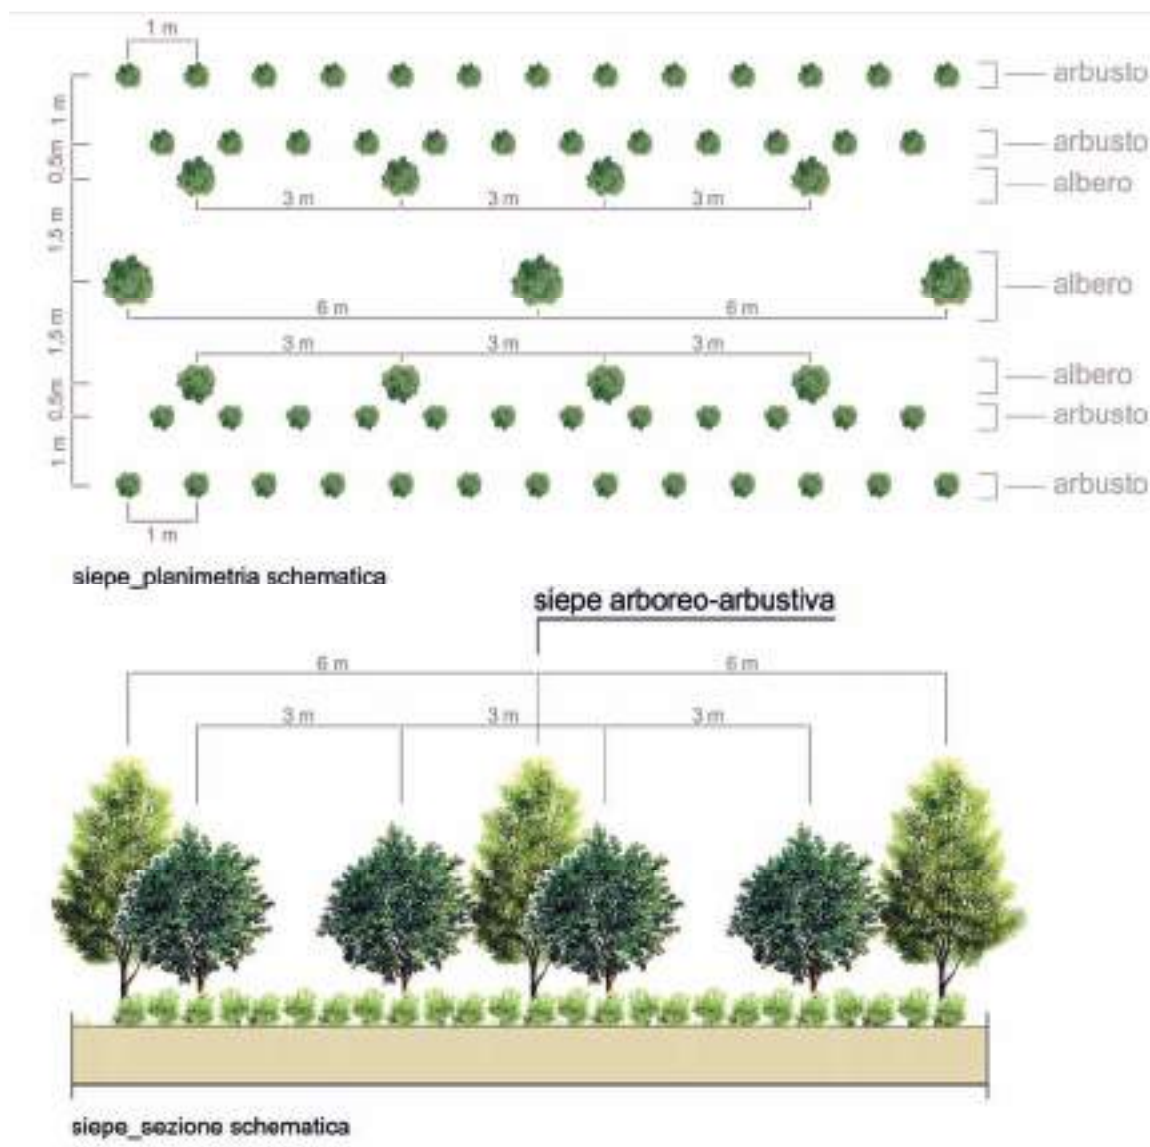 1 m
arbusto
1 m
arbusto
0,5m
albero
3 m 3 m 3 m
1,5 m
albero
6 m 6 m
1,5 m
3 m 3 m 3 m
albero
0,5m
arbusto
1 m
arbusto
1 m
siepe_planimetria schematica
siepe arboreo-arbustiva
6 m 6 m
3 m 3 m 3 m
siepe_sezione schematica